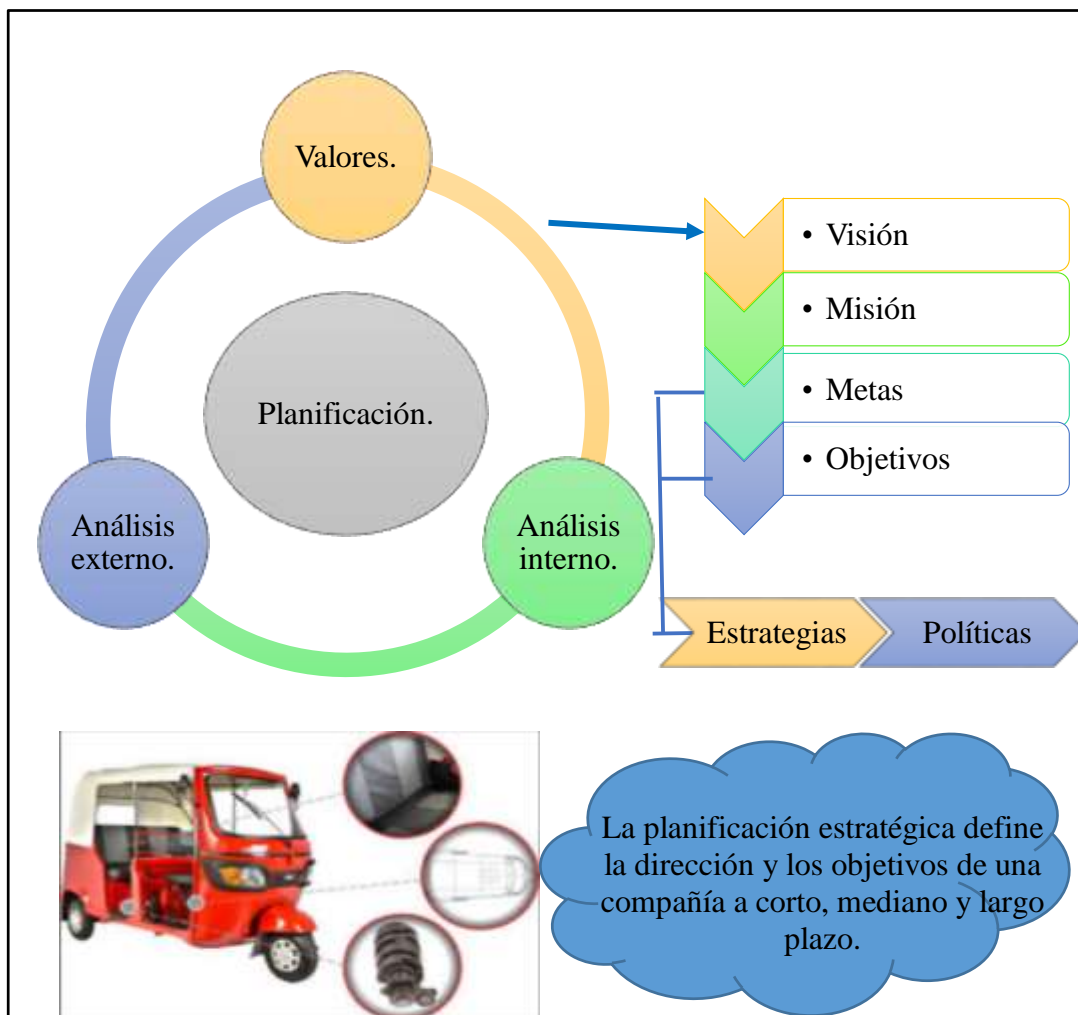 Valores.
Planificación.
Análisis
externo.
Análisis
interno.
• Visión
• Misión
• Metas
• Objetivos
Estrategias
Políticas
La planificación estratégica define
la dirección y los objetivos de una
compañía a corto, mediano y largo
plazo.